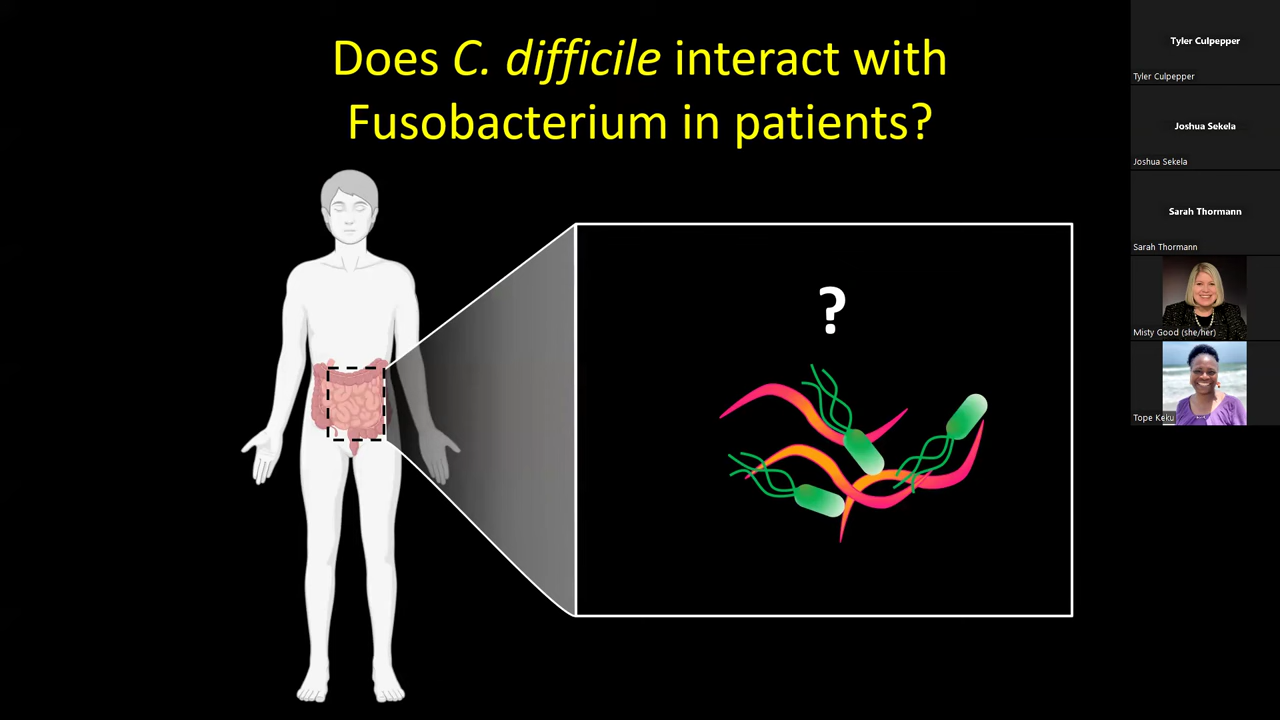 Does C. difficile interact with
Fusobacterium in patients?
?
Tyler Culpepper
Tyler Culpepper
Joshua Sekela
Joshua Sekela
Sarah Thormann
Sarah Thormann
Misty Good (she/her)
Tope Keku